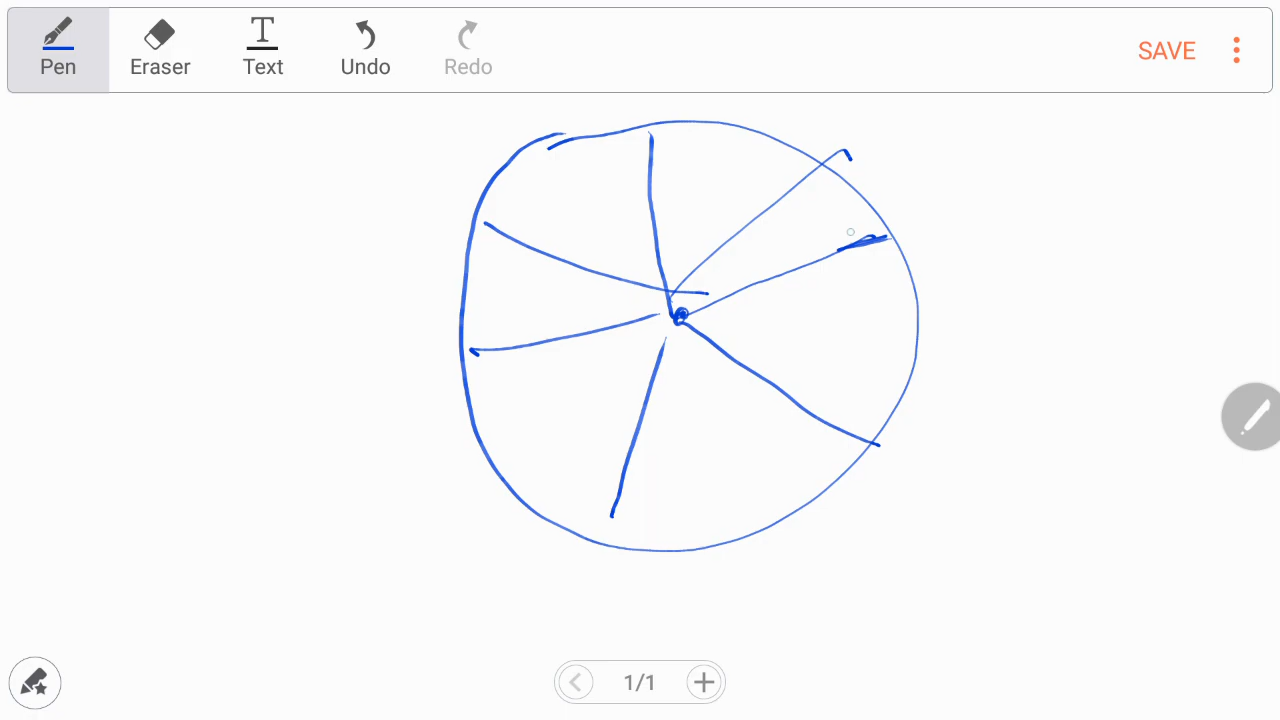 Pen
Eraser
Text
Undo
Redo
SAVE
1/1